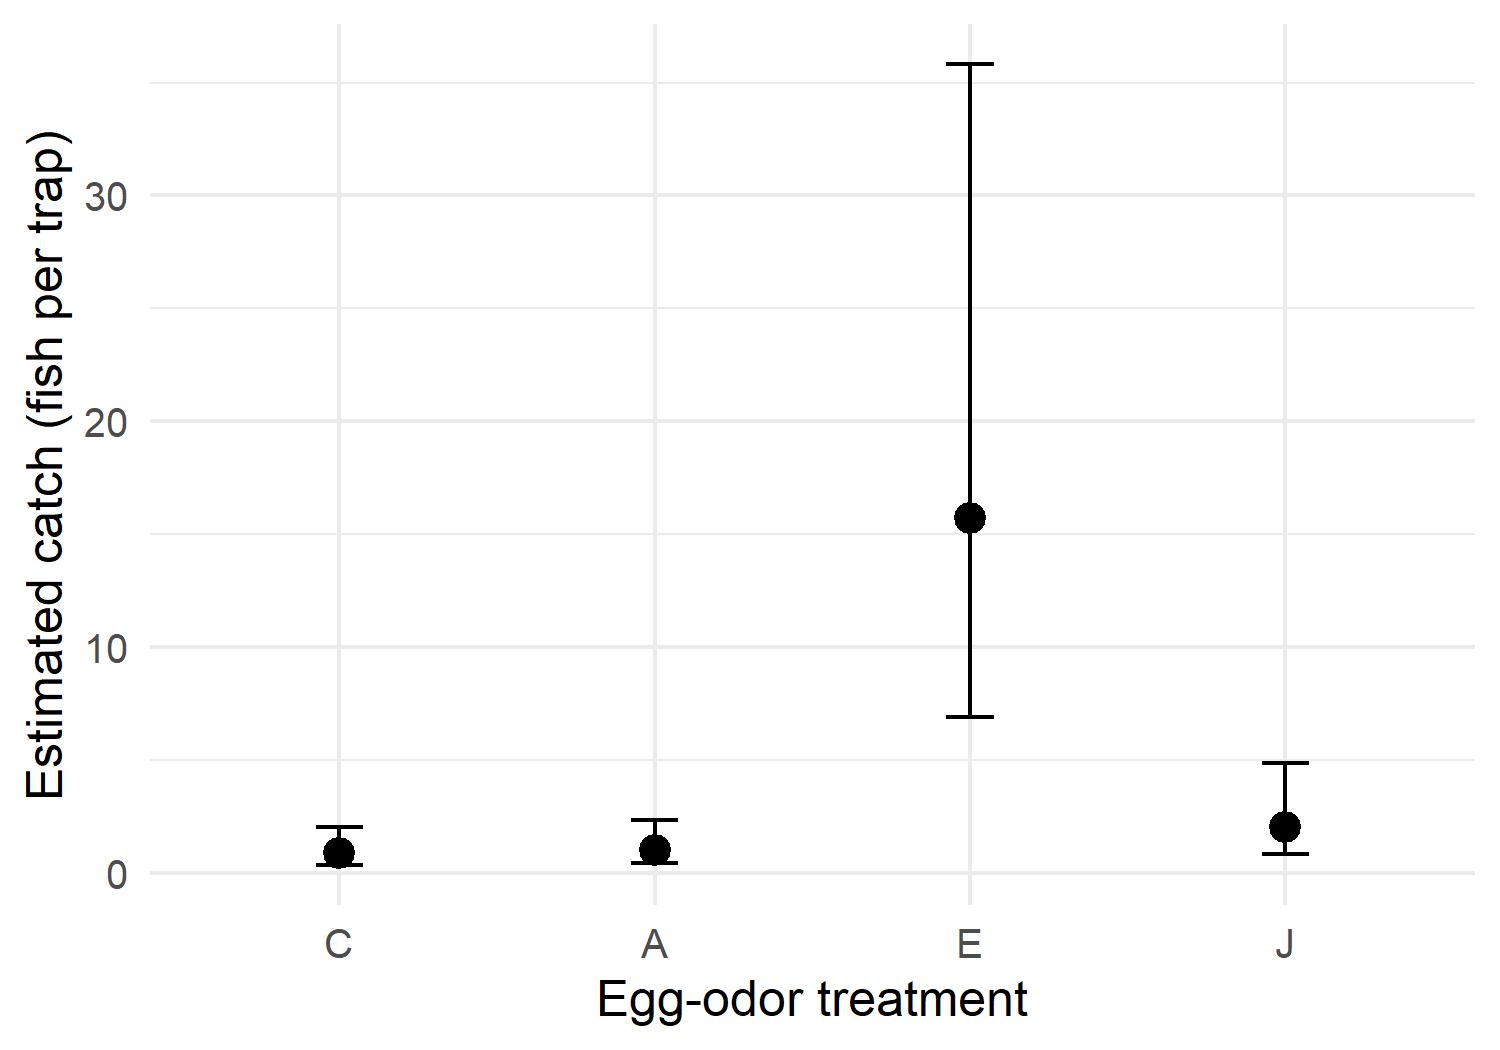 Estimated catch (fish per trap)
30
20
10
0
C A E J
Egg-odor treatment